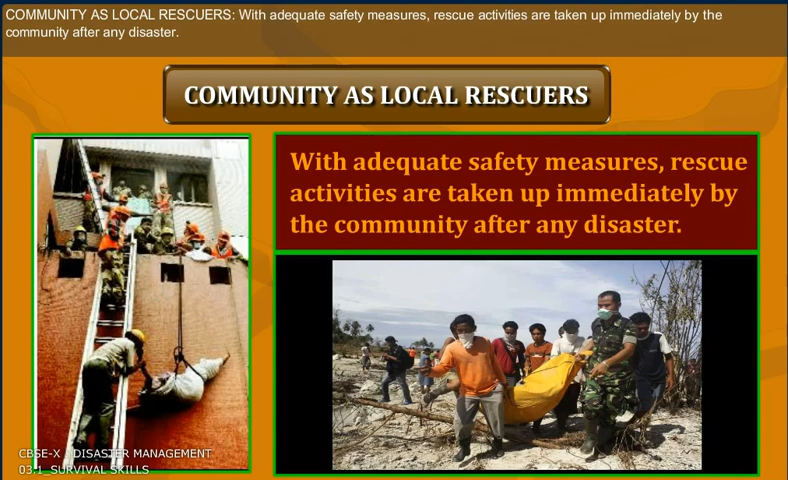 COMMUNITY AS LOCAL RESCUERS: With adequate safety measures, rescue activities are taken up immediately by the
community after any disaster.
COMMUNITY AS LOCAL RESCUERS
With adequate safety measures, rescue
activities are taken up immediately by
the community after any disaster.
CBSE-X DISASTER MANAGEMENT
03.1_SURVIVAL SKILLS